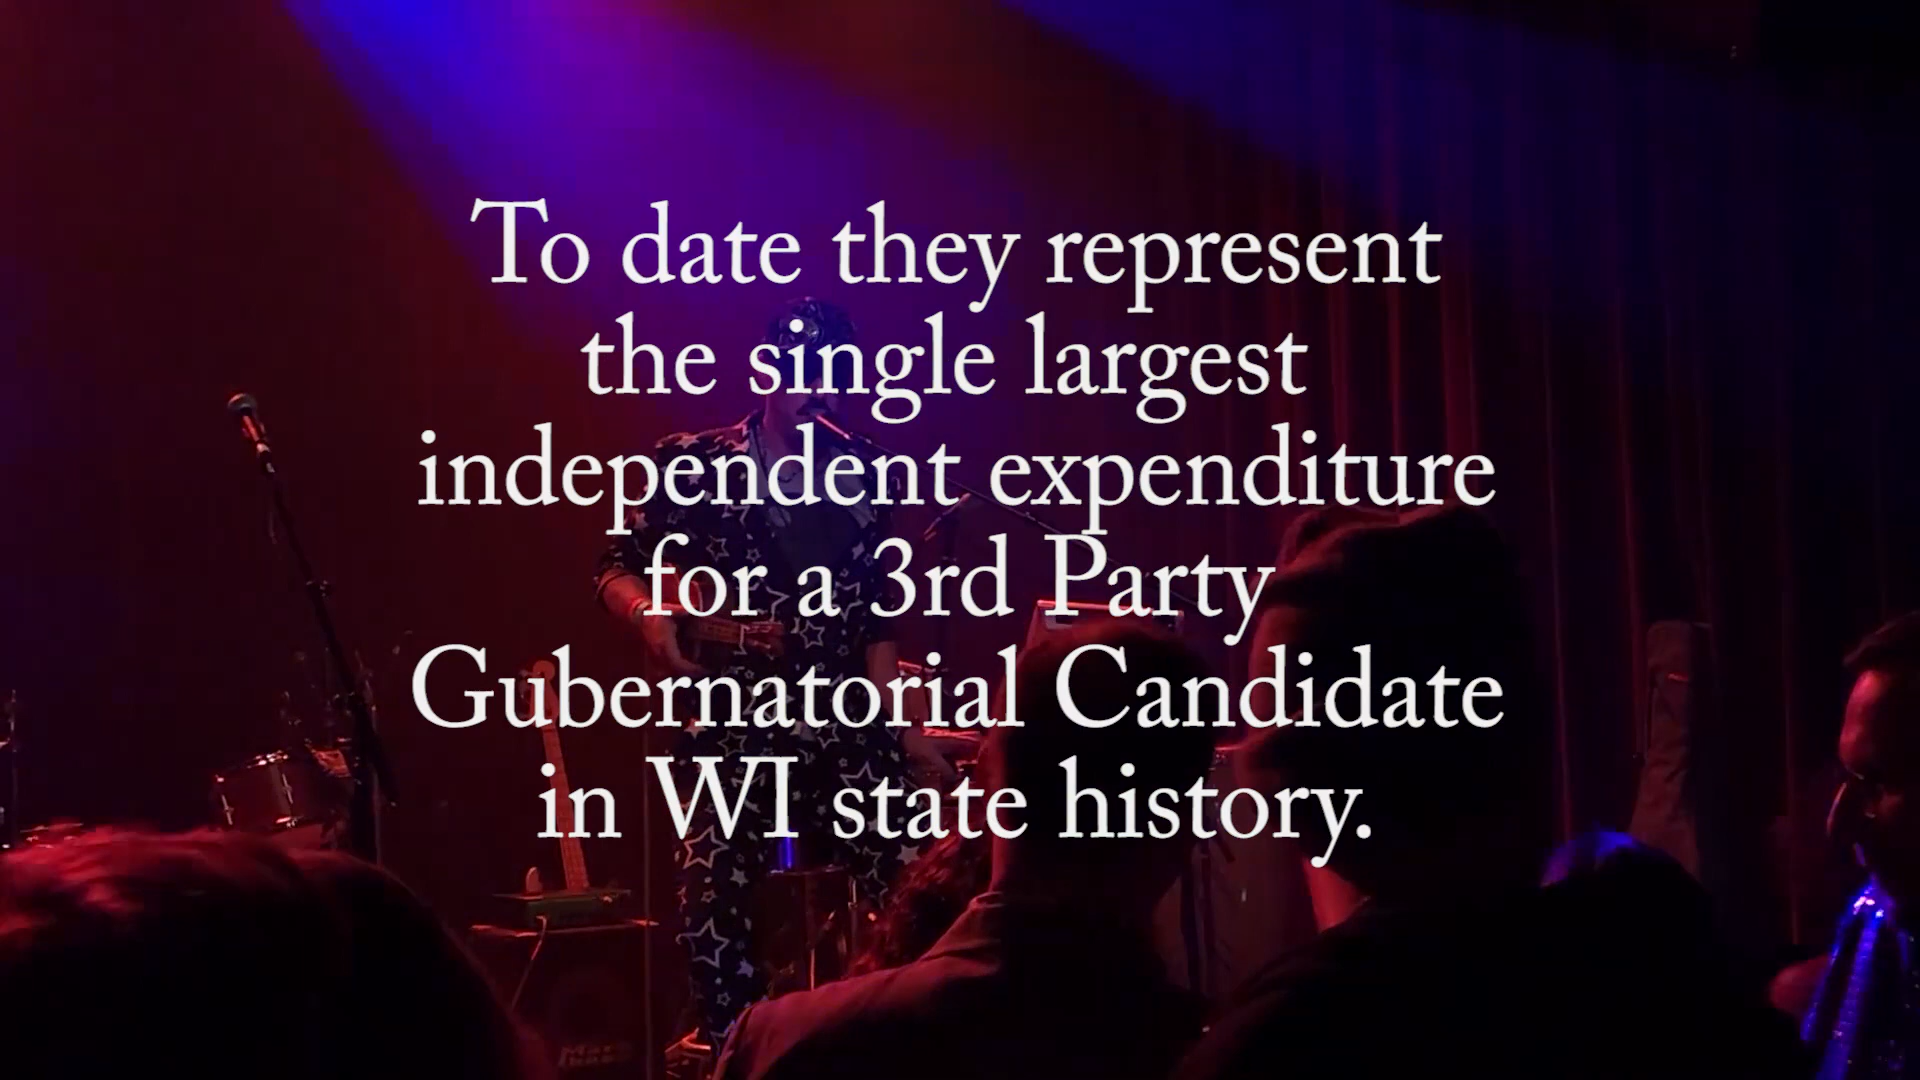 To date they represent
the single largest
independent expenditure
for a 3rd Party
Gubernatorial Candidate
in WI state history.